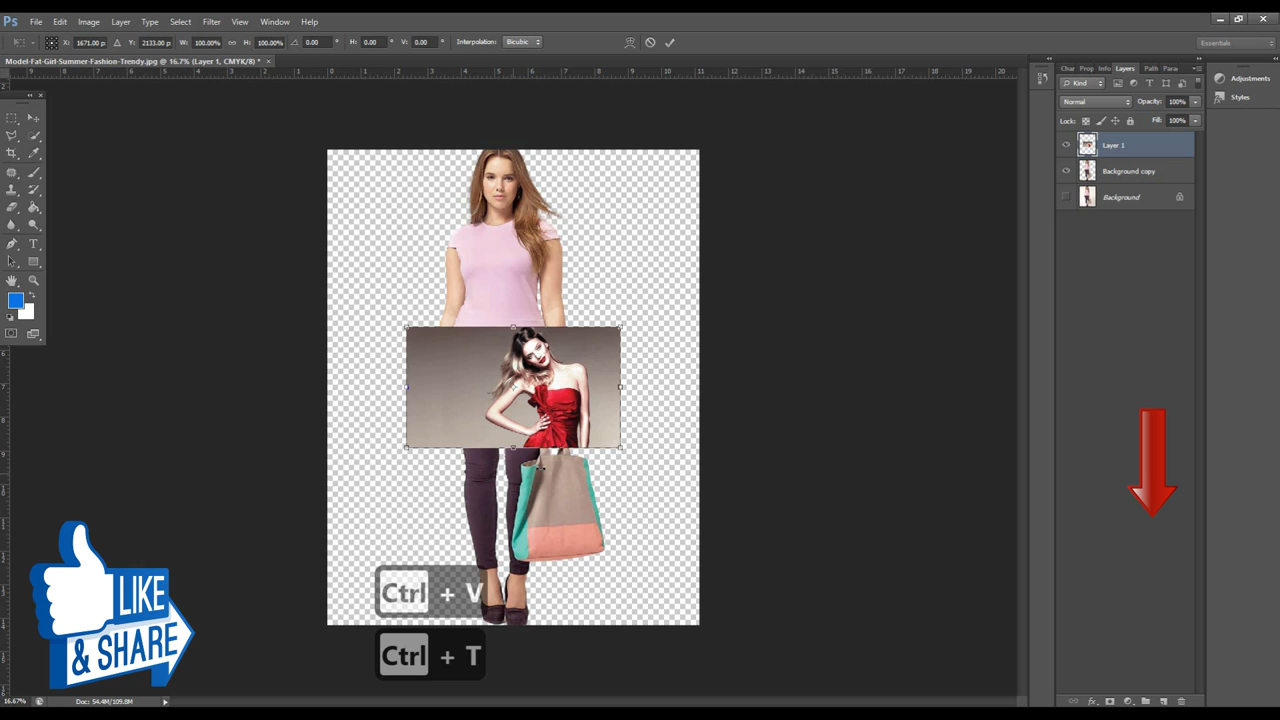 Ps File Edit Image Layer Type Select Filter View Window Help
X: 1671.00 p Y: 2133.00 p W: 100.00% H: 100.00% 0.00 ° H: 0.00 ° V: 0.00 ° Interpolation: Bicubic Essentials
Model-Fat-Girl-Summer-Fashion-Trendy.jpg @ 16.7% (Layer 1, CMYK/8) * ×
Char Prop Info Layers Path Para
Kind
Normal Opacity: 100%
Lock: Fill: 100%
Layer 1
Background copy
Background
Adjustments
Styles
LIKE
& SHARE
Ctrl + V
Ctrl + T
16.67% Doc: 54.4M/109.8M